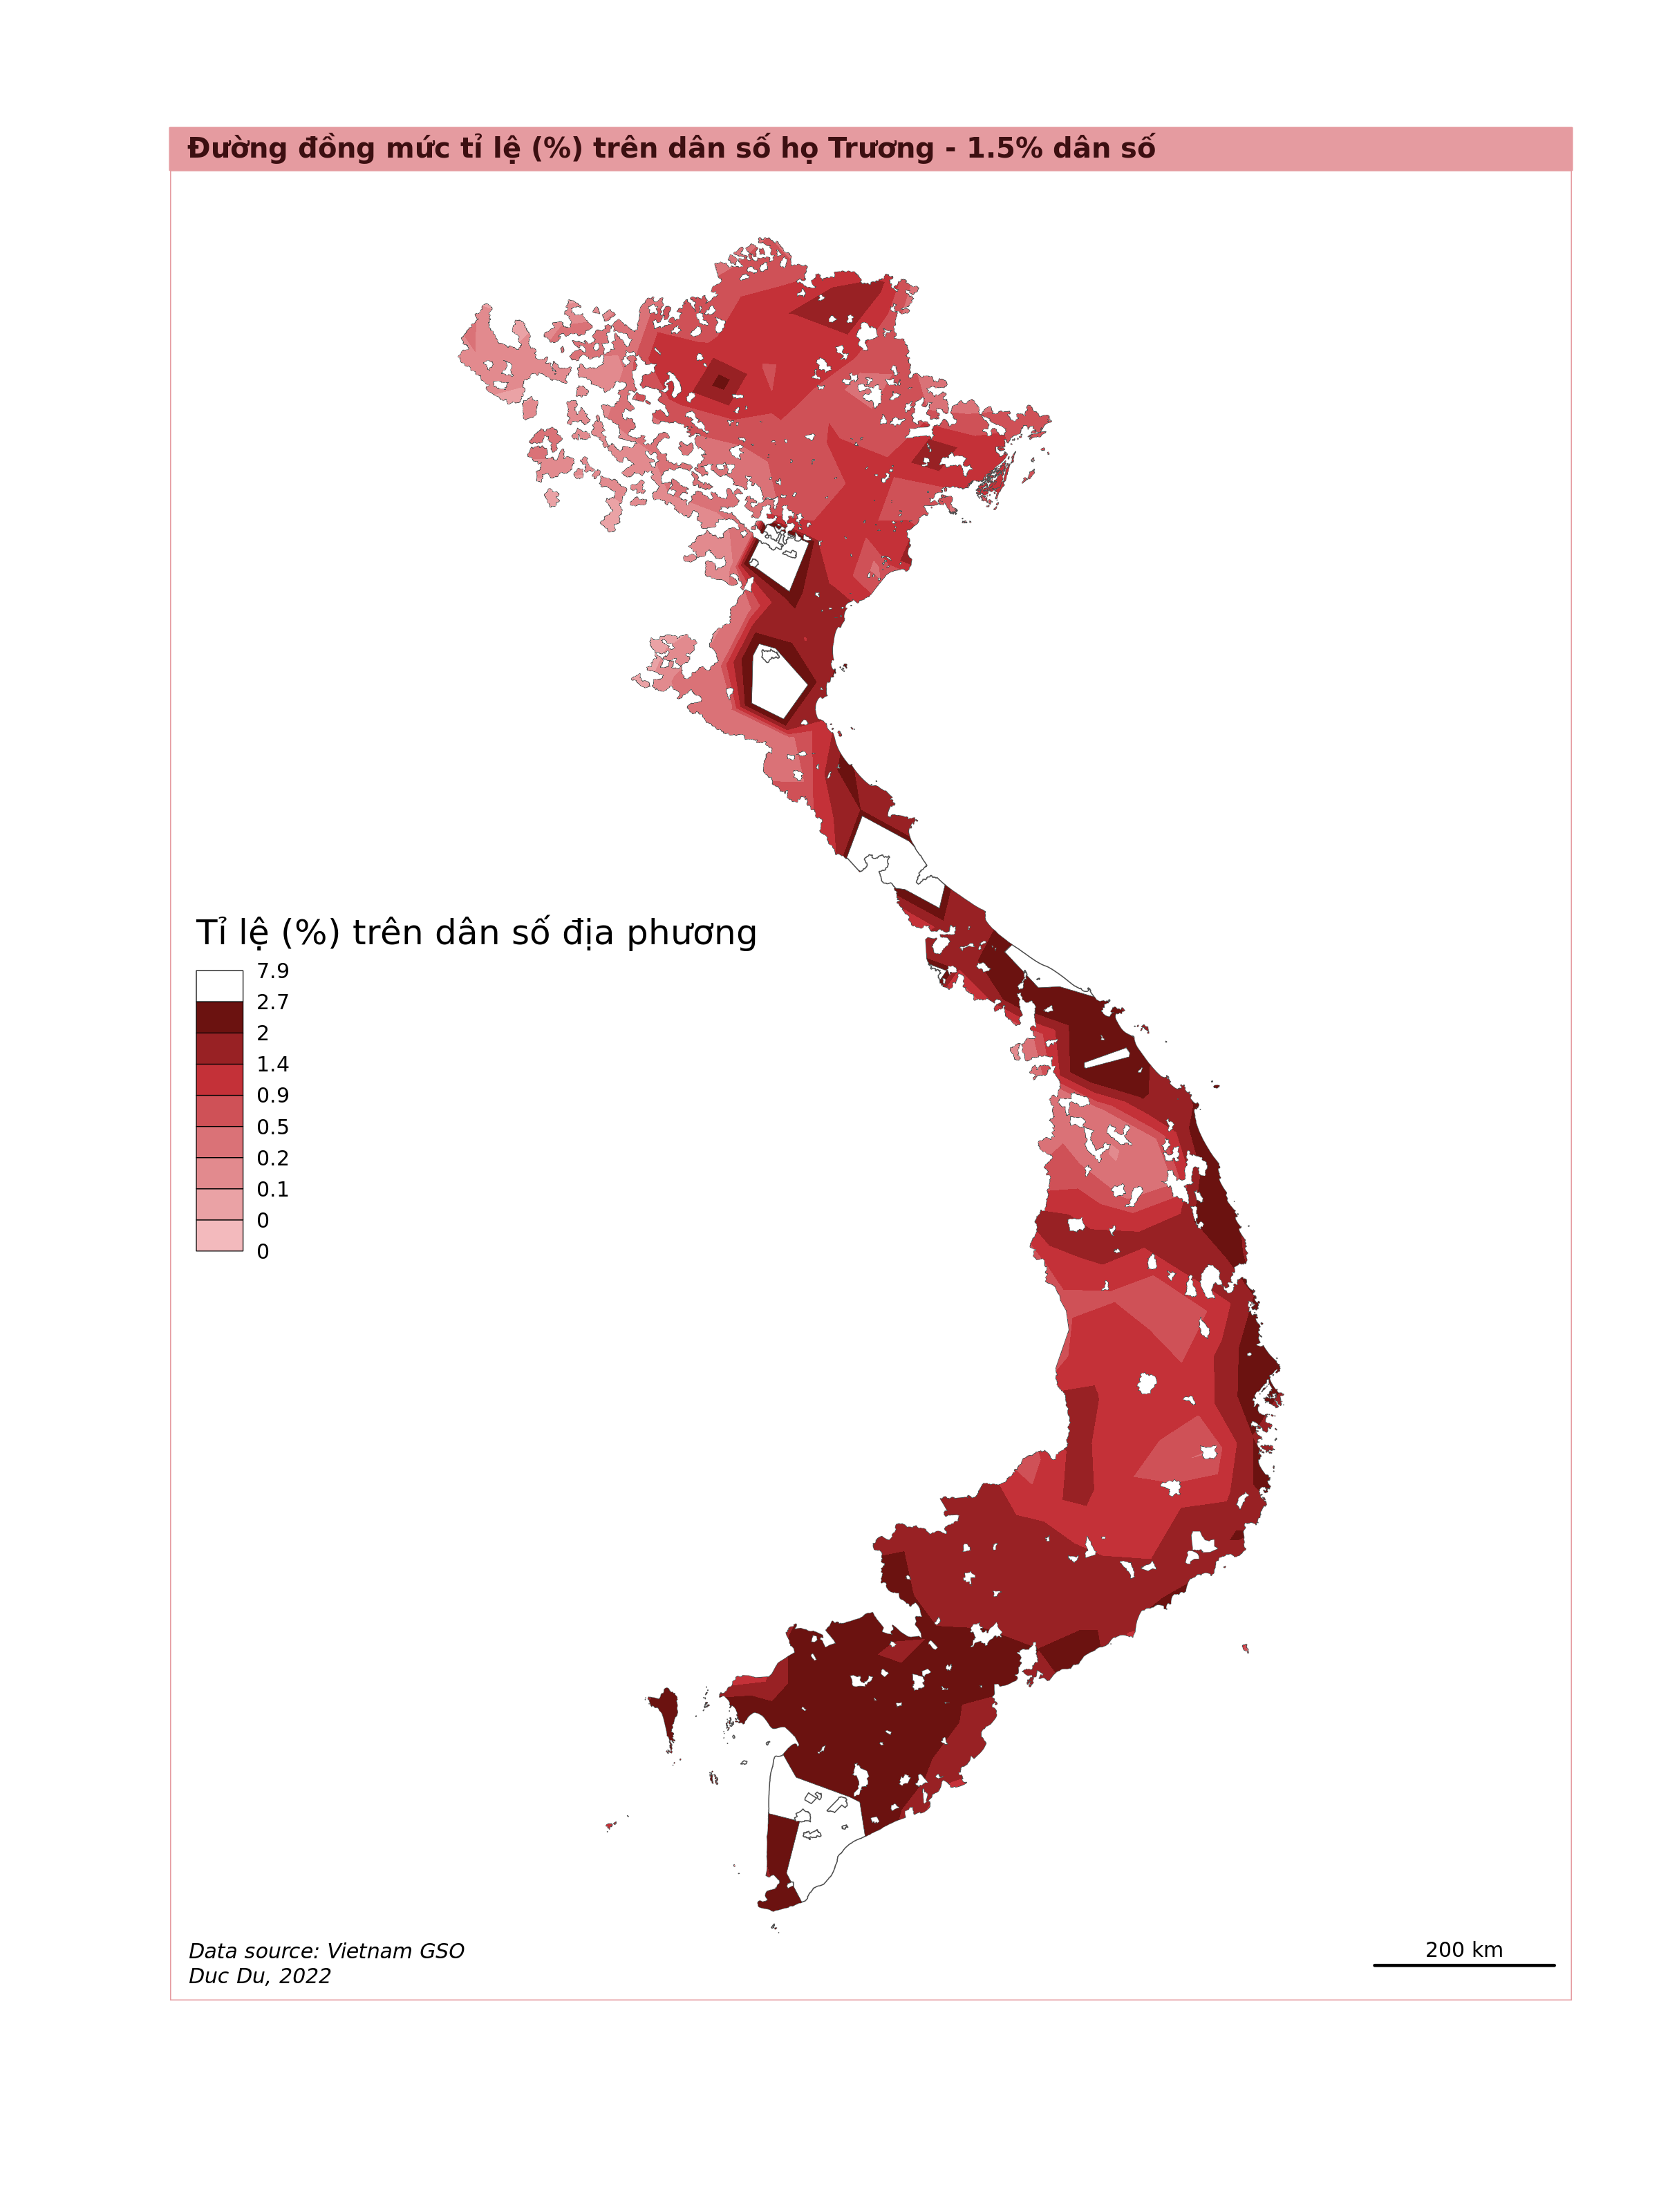 Đường đồng mức tỉ lệ (%) trên dân số họ Trương - 1.5% dân số
Tỉ lệ (%) trên dân số địa phương
7.9
2.7
2
1.4
0.9
0.5
0.2
0.1
0
0
Data source: Vietnam GSO
Duc Du, 2022
200 km